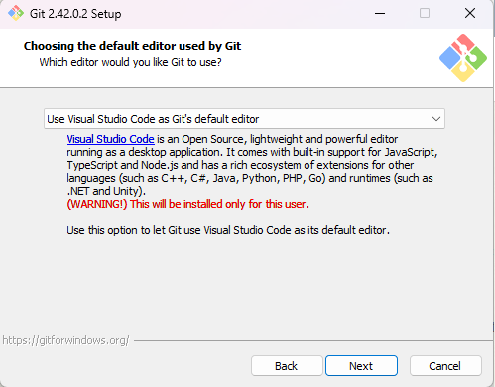 Git 2.42.0.2 Setup
Choosing the default editor used by Git
Which editor would you like Git to use?
Use Visual Studio Code as Git's default editor
Visual Studio Code is an Open Source, lightweight and powerful editor
running as a desktop application. It comes with built-in support for JavaScript,
TypeScript and Node.js and has a rich ecosystem of extensions for other
languages (such as C++, C#, Java, Python, PHP, Go) and runtimes (such as
.NET and Unity).
(WARNING!) This will be installed only for this user.
Use this option to let Git use Visual Studio Code as its default editor.
https://gitforwindows.org/
Back Next Cancel